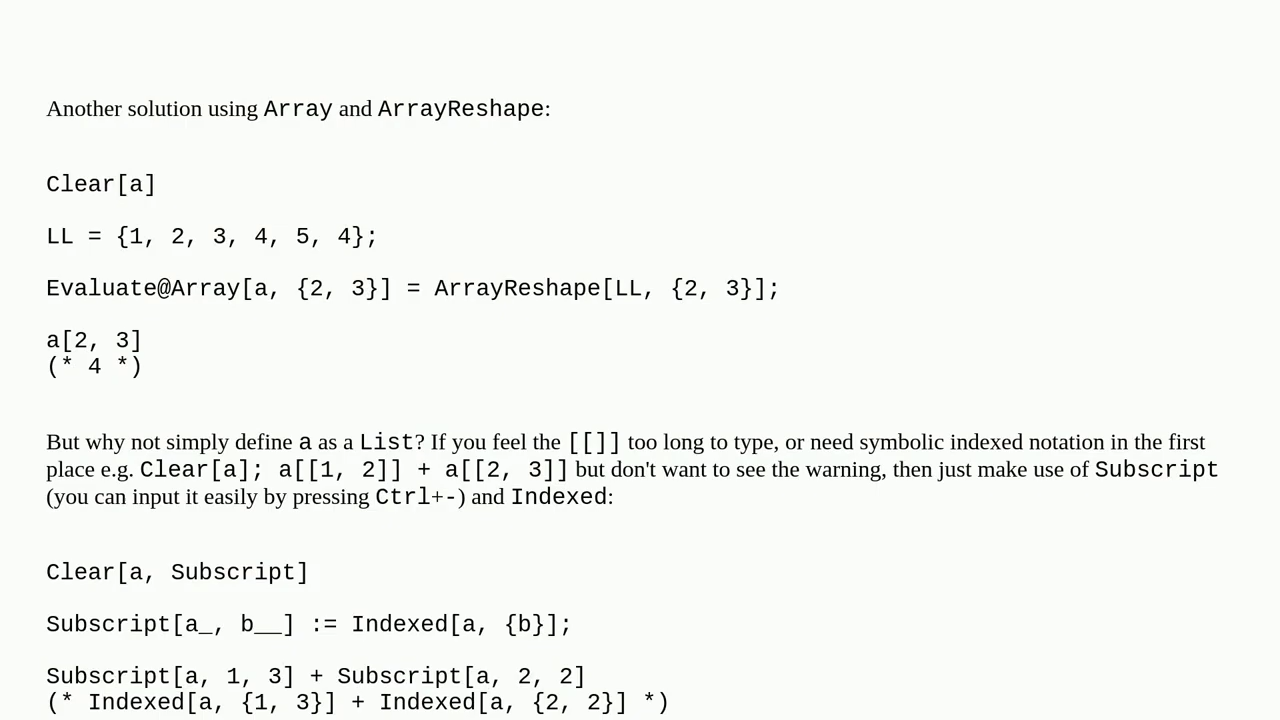 Another solution using Array and ArrayReshape:
Clear[a]
LL = {1, 2, 3, 4, 5, 4};
Evaluate@Array[a, {2, 3}] = ArrayReshape[LL, {2, 3}];
a[2, 3]
(* 4 *)
But why not simply define a as a List? If you feel the [[]] too long to type, or need symbolic indexed notation in the first
place e.g. Clear[a]; a[[1, 2]] + a[[2, 3]] but don't want to see the warning, then just make use of Subscript
(you can input it easily by pressing Ctrl+-) and Indexed:
Clear[a, Subscript]
Subscript[a_, b__] := Indexed[a, {b}];
Subscript[a, 1, 3] + Subscript[a, 2, 2]
(* Indexed[a, {1, 3}] + Indexed[a, {2, 2}] *)